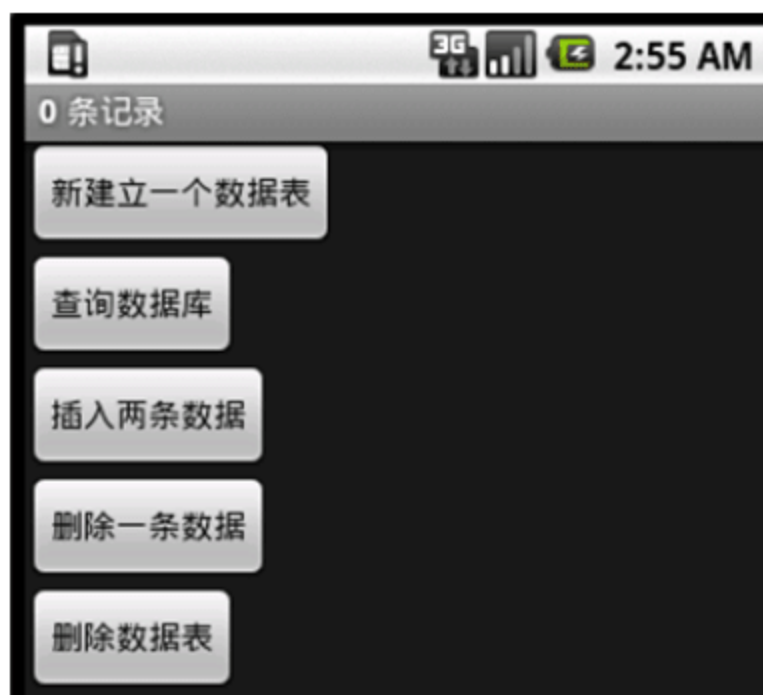 3G 2:55 AM
0 条记录
新建立一个数据表
查询数据库
插入两条数据
删除一条数据
删除数据表